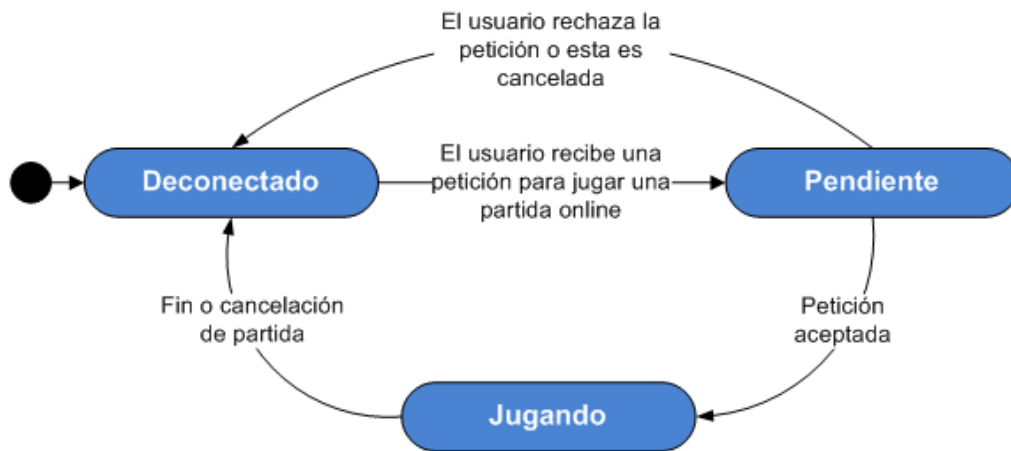 El usuario rechaza la
petición o esta es
cancelada
Deconectado
El usuario recibe una
petición para jugar una
partida online
Pendiente
Fin o cancelación
de partida
Petición
aceptada
Jugando